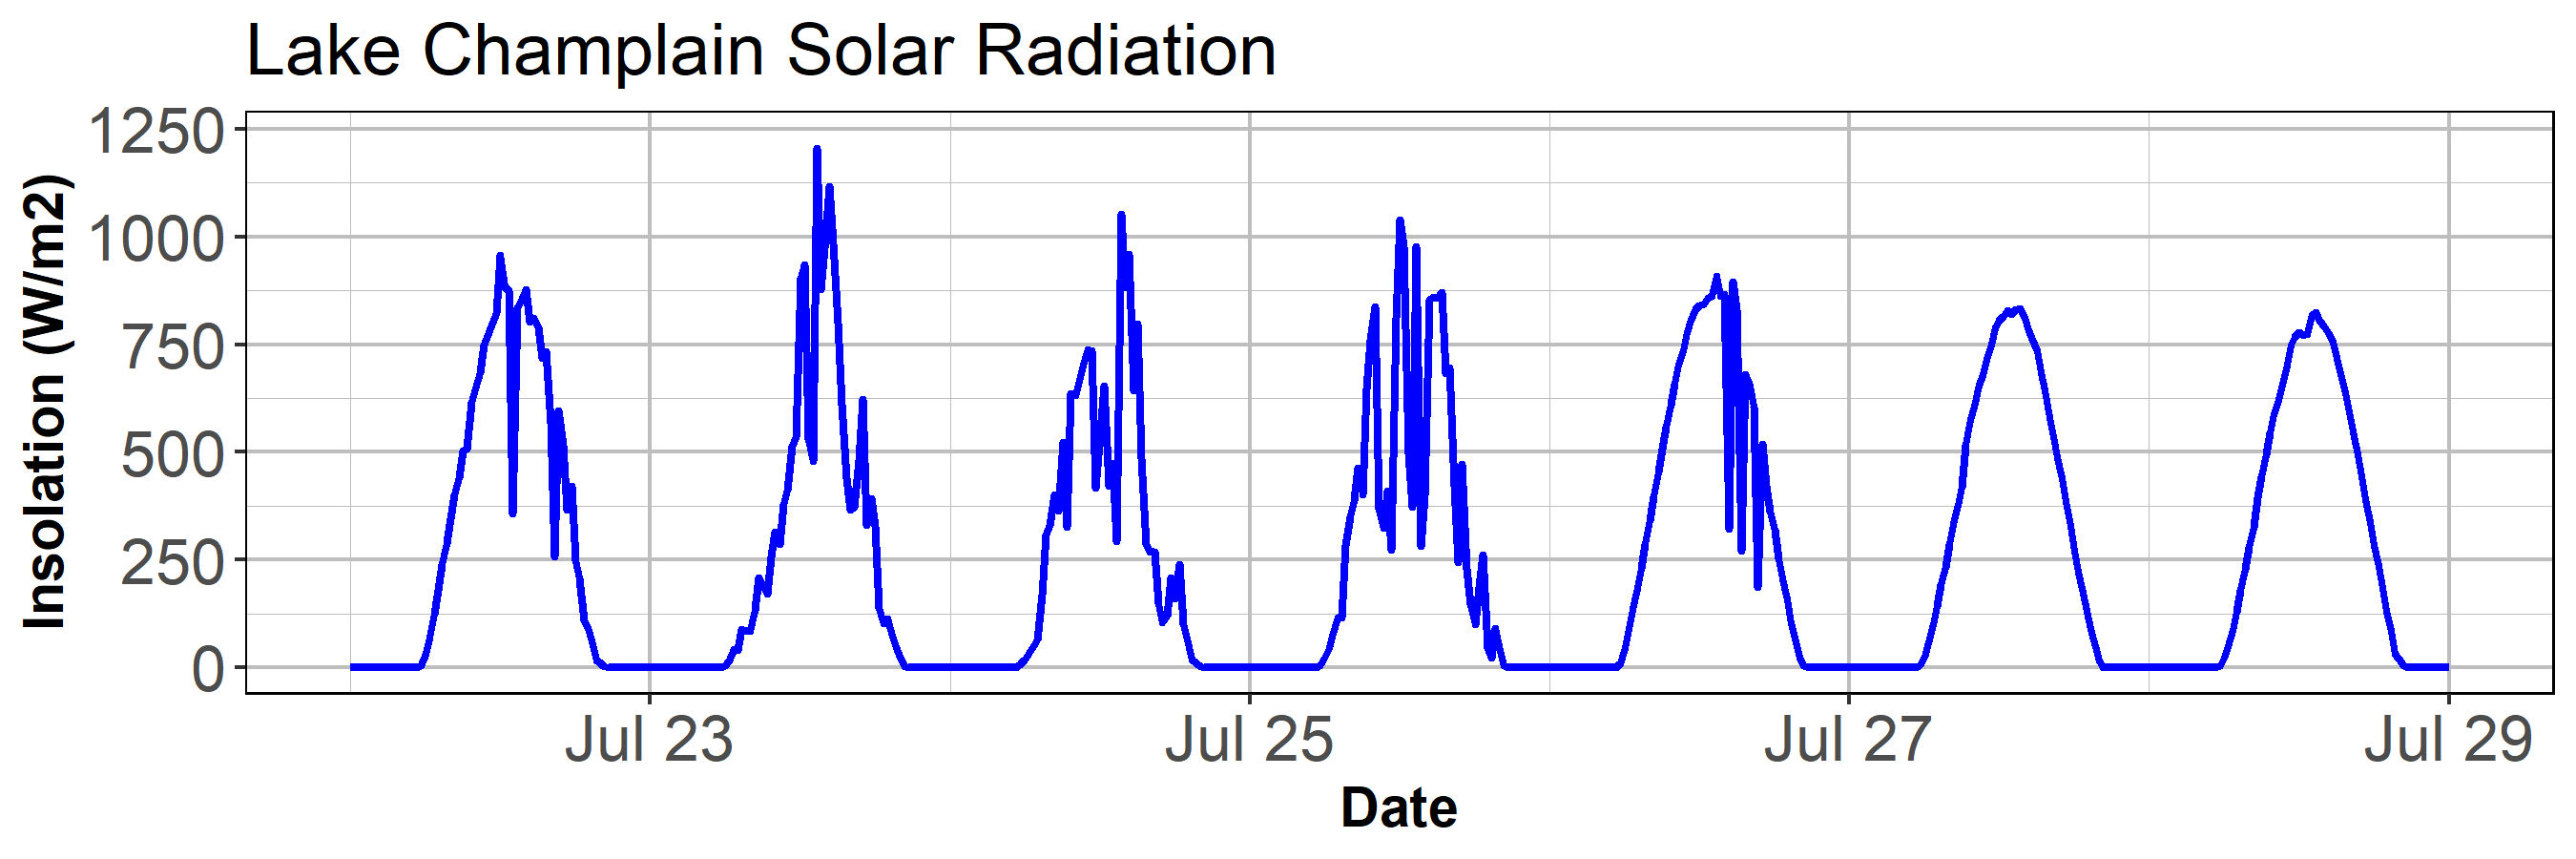 Lake Champlain Solar Radiation
Insolation (W/m2)
1250
1000
750
500
250
0
Jul 23 Jul 25 Jul 27 Jul 29
Date